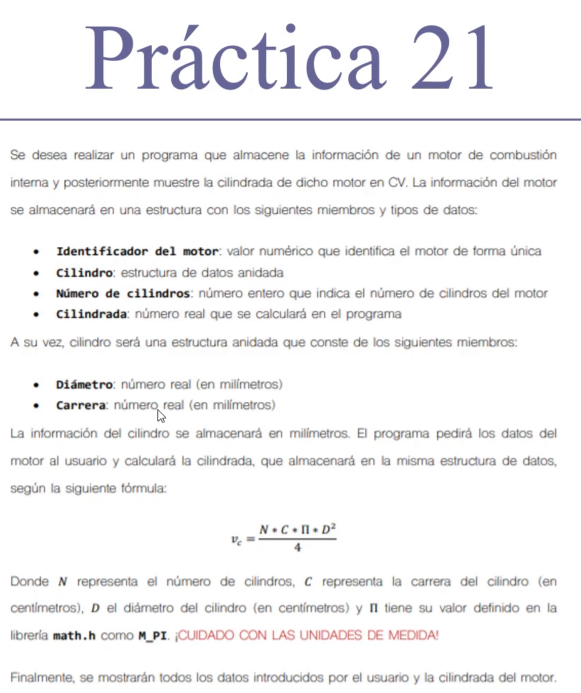 Práctica 21
Se desea realizar un programa que almacene la información de un motor de combustión
interna y posteriormente muestre la cilindrada de dicho motor en CV. La información del motor
se almacenará en una estructura con los siguientes miembros y tipos de datos:
• Identificador del motor: valor numérico que identifica el motor de forma única
• Cilindro: estructura de datos anidada
• Número de cilindros: número entero que indica el número de cilindros del motor
• Cilindrada: número real que se calculará en el programa
A su vez, cilindro será una estructura anidada que conste de los siguientes miembros:
• Diámetro: número real (en milímetros)
• Carrera: número real (en milímetros)
La información del cilindro se almacenará en milímetros. El programa pedirá los datos del
motor al usuario y calculará la cilindrada, que almacenará en la misma estructura de datos,
según la siguiente fórmula:
v_c = (N * C * Π * D²) / 4
Donde N representa el número de cilindros, C representa la carrera del cilindro (en
centímetros), D el diámetro del cilindro (en centímetros) y Π tiene su valor definido en la
librería math.h como M_PI. ¡CUIDADO CON LAS UNIDADES DE MEDIDA!
Finalmente, se mostrarán todos los datos introducidos por el usuario y la cilindrada del motor.